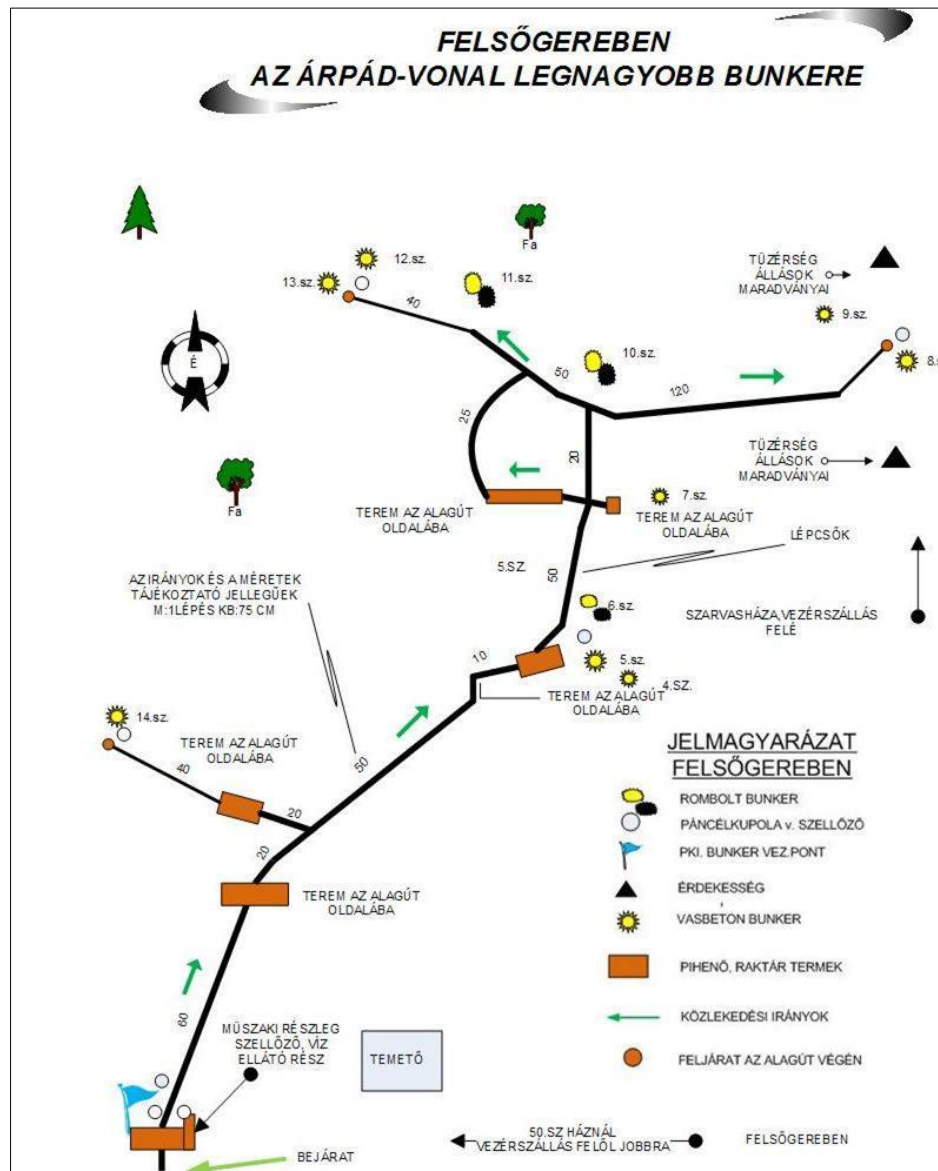 FELSŐGEREBEN
AZ ÁRPÁD-VONAL LEGNAGYOBB BUNKERE
Fa
12.sz.
13.sz.
11.sz.
40
TÜZÉRSÉG
ÁLLÁSOK
MARADVÁNYAI
9.sz.
É
10.sz.
8.s
50
120
25
20
TÜZÉRSÉG
ÁLLÁSOK
MARADVÁNYAI
Fa
7.sz.
TEREM AZ ALAGÚT
OLDALÁBA
TEREM AZ ALAGÚT
OLDALÁBA
LÉPCSŐK
5.SZ.
50
AZ IRÁNYOK ÉS A MÉRETEK
TÁJÉKOZTATÓ JELLEGŰEK
M:1LÉPÉS KB:75 CM
6.sz.
SZARVASHÁZA,VEZÉRSZÁLLÁS
FELÉ
10
5.sz.
4.SZ.
TEREM AZ ALAGÚT
OLDALÁBA
14.sz.
TEREM AZ ALAGÚT
OLDALÁBA
40
50
20
20
TEREM AZ ALAGÚT
OLDALÁBA
JELMAGYARÁZAT
FELSŐGEREBEN
ROMBOLT BUNKER
PÁNCÉLKUPOLA v. SZELLŐZŐ
PKI. BUNKER VEZ.PONT
ÉRDEKESSÉG
VASBETON BUNKER
PIHENŐ, RAKTÁR TERMEK
KÖZLEKEDÉSI IRÁNYOK
FELJÁRAT AZ ALAGÚT VÉGÉN
60
MŰSZAKI RÉSZLEG
SZELLŐZŐ, VÍZ
ELLÁTÓ RÉSZ
TEMETŐ
50.SZ HÁZNÁL
VEZÉRSZÁLLÁS FELŐL JOBBRA
FELSŐGEREBEN
BEJÁRAT